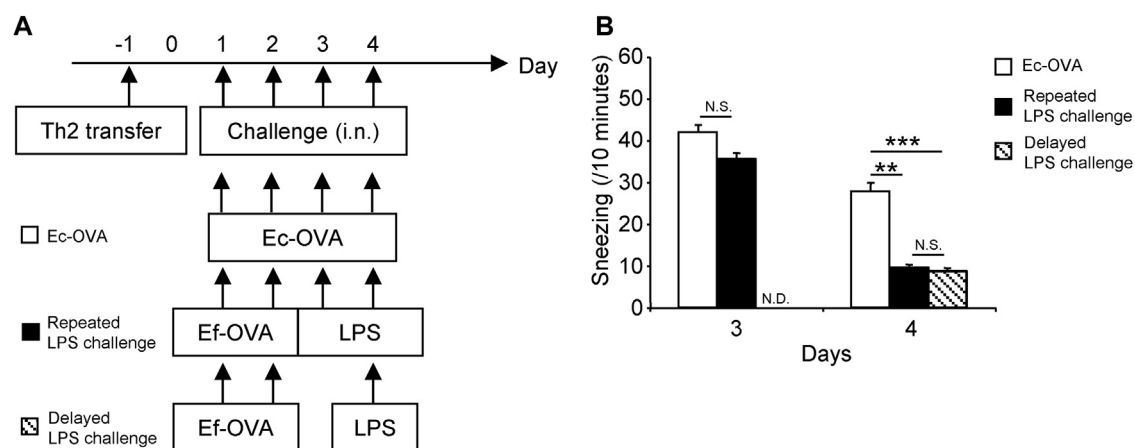 A
-1 0 1 2 3 4
Day
Th2 transfer
Challenge (i.n.)
Ec-OVA
Ec-OVA
Repeated
LPS challenge
Ef-OVA
LPS
Delayed
LPS challenge
Ef-OVA
LPS
B
Sneezing (/10 minutes)
60
50
40
30
20
10
0
N.S.
N.D.
***
**
N.S.
3
4
Days
Ec-OVA
Repeated
LPS challenge
Delayed
LPS challenge